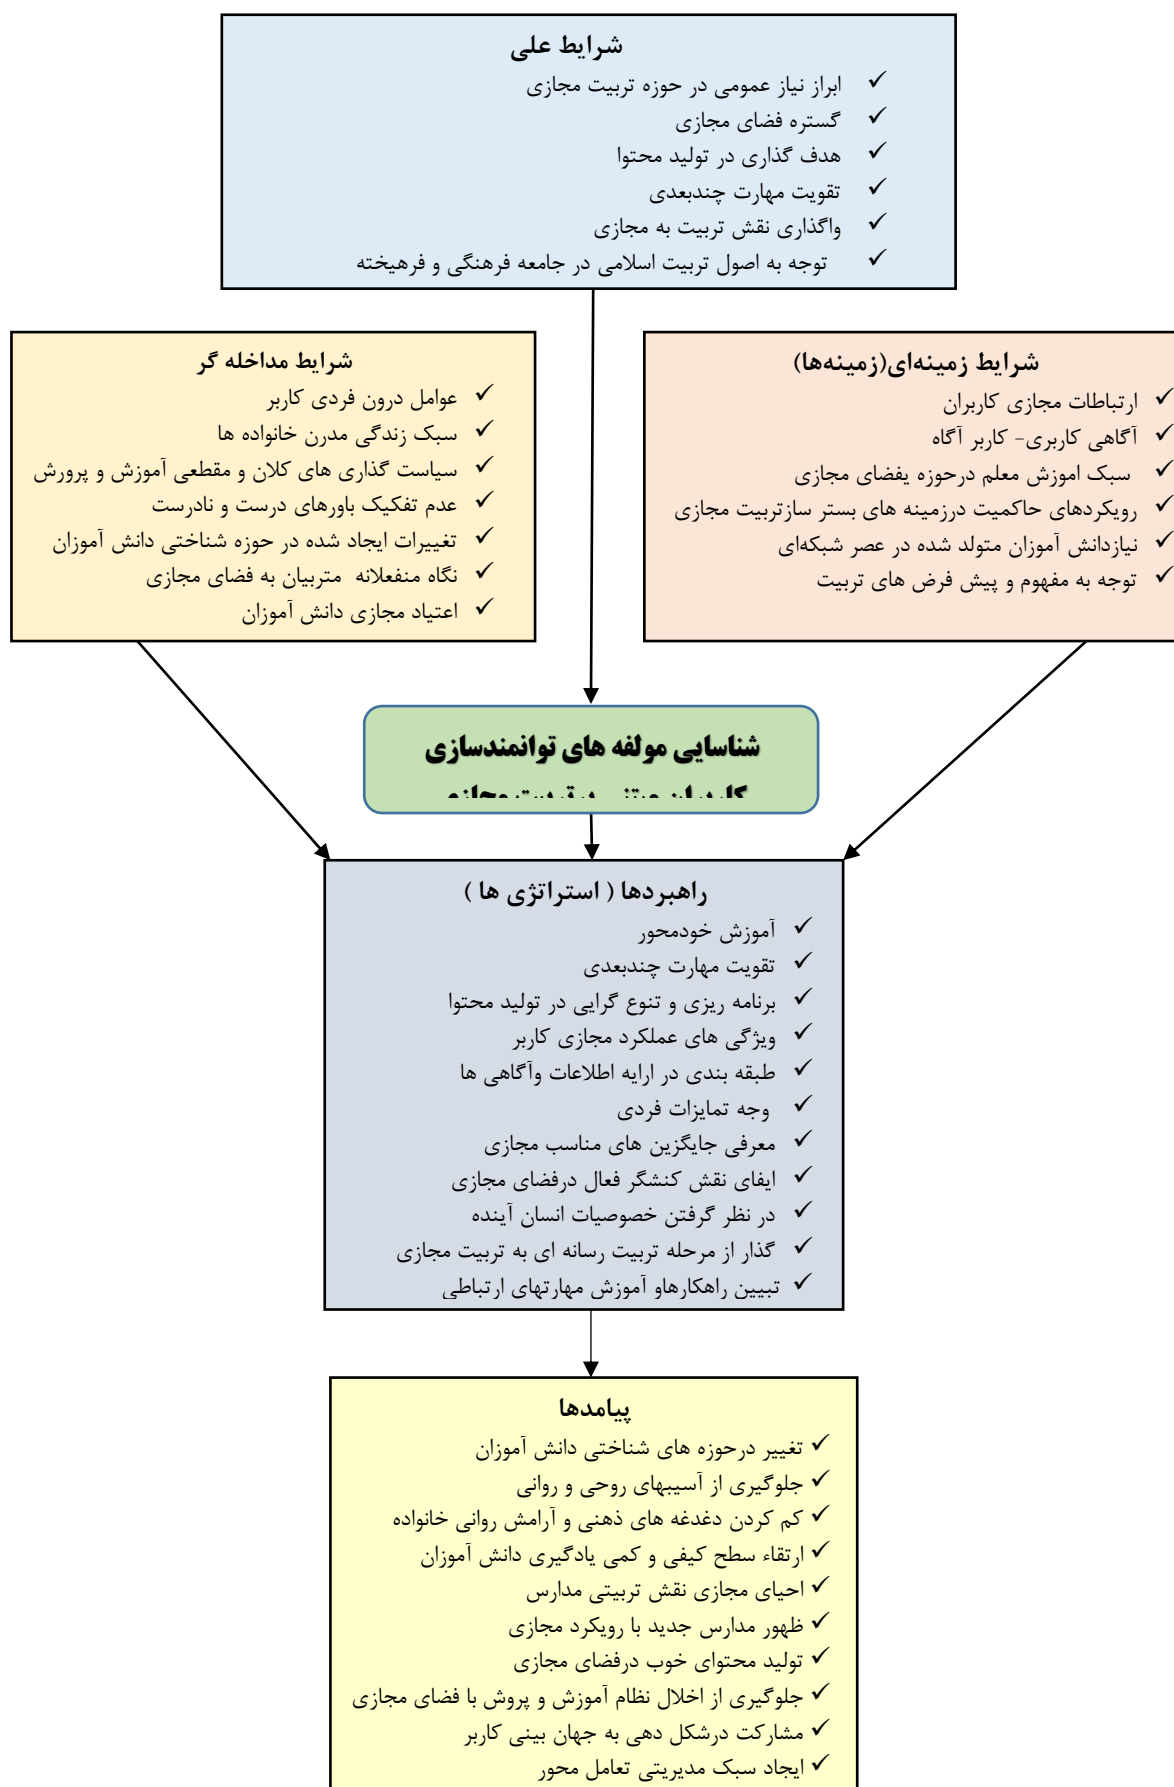 شرایط علی
✓ ابراز نیاز عمومی در حوزه تربیت مجازی
✓ گستره فضای مجازی
✓ هدف گذاری در تولید محتوا
✓ تقویت مهارت چندبعدی
✓ واگذاری نقش تربیت به مجازی
✓ توجه به اصول تربیت اسلامی در جامعه فرهنگی و فرهیخته
شرایط زمینه‌ای(زمینه‌ها)
✓ ارتباطات مجازی کاربران
✓ آگاهی کاربری- کاربر آگاه
✓ سبک اموزش معلم درحوزه یفضای مجازی
✓ رویکردهای حاکمیت درزمینه های بستر سازتربیت مجازی
✓ نیازدانش آموزان متولد شده در عصر شبکه‌ای
✓ توجه به مفهوم و پیش فرض های تربیت
شرایط مداخله گر
✓ عوامل درون فردی کاربر
✓ سبک زندگی مدرن خانواده ها
✓ سیاست گذاری های کلان و مقطعی آموزش و پرورش
✓ عدم تفکیک باورهای درست و نادرست
✓ تغییرات ایجاد شده در حوزه شناختی دانش آموزان
✓ نگاه منفعلانه متربیان به فضای مجازی
✓ اعتیاد مجازی دانش آموزان
شناسایی مولفه های توانمندسازی
کاربران مبتنی بر تربیت مجازی
راهبردها ( استراتژی ها )
✓ آموزش خودمحور
✓ تقویت مهارت چندبعدی
✓ برنامه ریزی و تنوع گرایی در تولید محتوا
✓ ویژگی های عملکرد مجازی کاربر
✓ طبقه بندی در ارایه اطلاعات وآگاهی ها
✓ وجه تمایزات فردی
✓ معرفی جایگزین های مناسب مجازی
✓ ایفای نقش کنشگر فعال درفضای مجازی
✓ در نظر گرفتن خصوصیات انسان آینده
✓ گذار از مرحله تربیت رسانه ای به تربیت مجازی
✓ تبیین راهکارهاو آموزش مهارتهای ارتباطی
پیامدها
✓ تغییر درحوزه های شناختی دانش آموزان
✓ جلوگیری از آسیبهای روحی و روانی
✓ کم کردن دغدغه های ذهنی و آرامش روانی خانواده
✓ ارتقاء سطح کیفی و کمی یادگیری دانش آموزان
✓ احیای مجازی نقش تربیتی مدارس
✓ ظهور مدارس جدید با رویکرد مجازی
✓ تولید محتوای خوب درفضای مجازی
✓ جلوگیری از اخلال نظام آموزش و پروش با فضای مجازی
✓ مشارکت درشکل دهی به جهان بینی کاربر
✓ ایجاد سبک مدیریتی تعامل محور